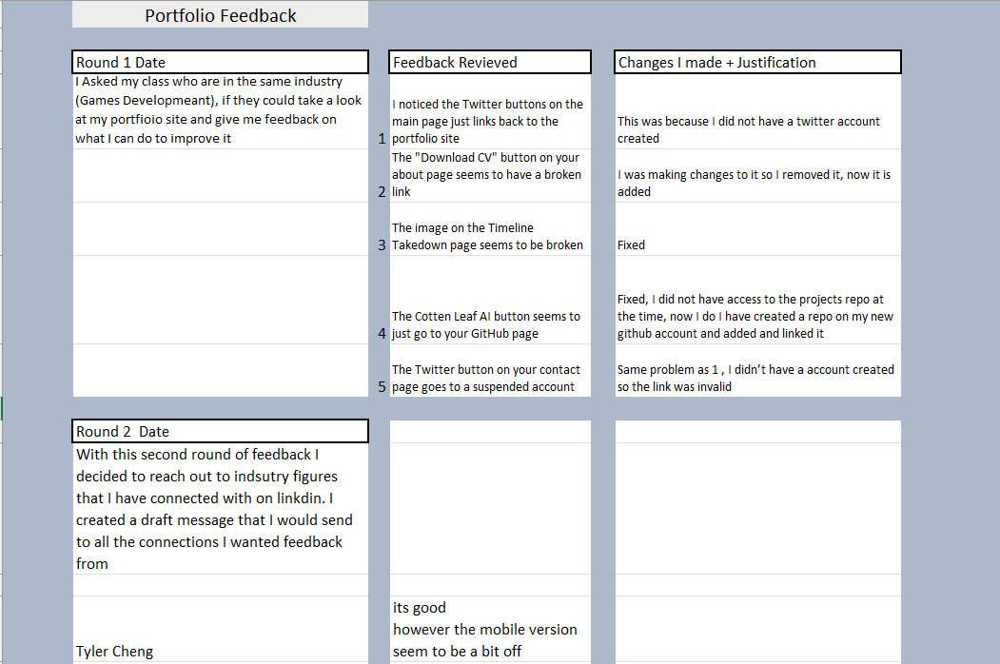 Portfolio Feedback
Round 1 Date
Feedback Revieved
Changes I made + Justification
I Asked my class who are in the same industry
(Games Developmeant), if they could take a look
at my portfioio site and give me feedback on
what I can do to improve it
1
I noticed the Twitter buttons on the
main page just links back to the
portfolio site
This was because I did not have a twitter account
created
2
The "Download CV" button on your
about page seems to have a broken
link
I was making changes to it so I removed it, now it is
added
3
The image on the Timeline
Takedown page seems to be broken
Fixed
4
The Cotten Leaf AI button seems to
just go to your GitHub page
Fixed, I did not have access to the projects repo at
the time, now I do I have created a repo on my new
github account and added and linked it
5
The Twitter button on your contact
page goes to a suspended account
Same problem as 1 , I didn't have a account created
so the link was invalid
Round 2  Date
With this second round of feedback I
decided to reach out to indsutry figures
that I have connected with on linkdin. I
created a draft message that I would send
to all the connections I wanted feedback
from
Tyler Cheng
its good
however the mobile version
seem to be a bit off